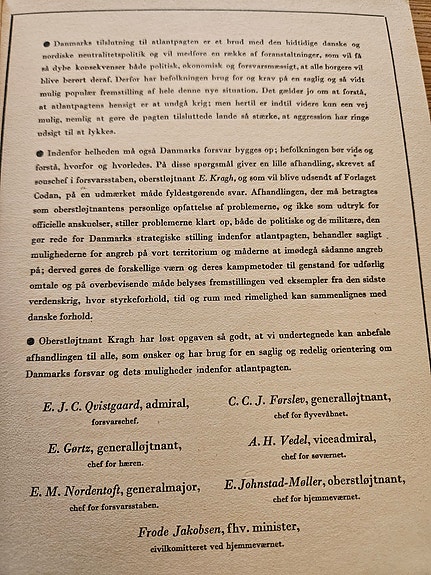 ● Danmarks tilslutning til atlantpagten er et brud med den hidtidige danske og
nordiske neutralitetspolitik og vil medføre en række af foranstaltninger, som vil få
så dybe konsekvenser både politisk, økonomisk og forsvarsmæssigt, at alle borgere vil
blive berørt deraf. Derfor har befolkningen brug for og krav på en saglig og så vidt
mulig populær fremstilling af hele denne nye situation. Det gælder jo om at forstå,
at atlantpagtens hensigt er at undgå krig; men hertil er indtil videre kun een vej
mulig, nemlig at gøre de pagten tilsluttede lande så stærke, at aggression har ringe
udsigt til at lykkes.
● Indenfor helheden må også Danmarks forsvar bygges op; befolkningen bør vide og
forstå, hvorfor og hvorledes. På disse spørgsmål giver en lille afhandling, skrevet af
souschef i forsvarsstaben, oberstløjtnant E. Kragh, og som vil blive udsendt af Forlaget
Codan, på en udmærket måde fyldestgørende svar. Afhandlingen, der må betragtes
som oberstløjtnantens personlige opfattelse af problemerne, og ikke som udtryk for
officielle anskuelser, stiller problemerne klart op, både de politiske og de militære, den
gør rede for Danmarks strategiske stilling indenfor atlantpagten, behandler sagligt
mulighederne for angreb på vort territorium og måderne at imødegå sådanne angreb
på; derved gøres de forskellige værn og deres kampmetoder til genstand for udførlig
omtale og på overbevisende måde belyses fremstillingen ved eksempler fra den sidste
verdenskrig, hvor styrkeforhold, tid og rum med rimelighed kan sammenlignes med
danske forhold.
● Oberstløjtnant Kragh har løst opgaven så godt, at vi undertegnede kan anbefale
afhandlingen til alle, som ønsker og har brug for en saglig og redelig orientering om
Danmarks forsvar og dets muligheder indenfor atlantpagten.
E. J. C. Qvistgaard, admiral,
forsvarschef.
C. C. J. Førslev, generalløjtnant,
chef for flyvevåbnet.
E. Gørtz, generalløjtnant,
chef for hæren.
A. H. Vedel, viceadmiral,
chef for søværnet.
E. M. Nordentoft, generalmajor,
chef for forsvarsstaben.
E. Johnstad-Møller, oberstløjtnant,
chef for hjemmeværnet.
Frode Jakobsen, fhv. minister,
civilkomitteret ved hjemmeværnet.